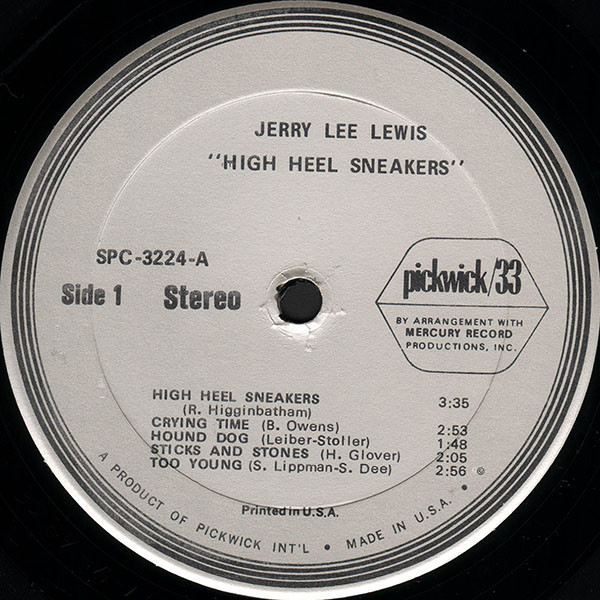 JERRY LEE LEWIS
"HIGH HEEL SNEAKERS"
SPC-3224-A
Side 1 Stereo
pickwick/33
BY ARRANGEMENT WITH
MERCURY RECORD
PRODUCTIONS, INC.
HIGH HEEL SNEAKERS
(R. Higginbatham) 3:35
CRYING TIME (B. Owens) 2:53
HOUND DOG (Leiber-Stoller) 1:48
STICKS AND STONES (H. Glover) 2:05
TOO YOUNG (S. Lippman-S. Dee) 2:56 ©
Printed in U.S.A.
A PRODUCT OF PICKWICK INT'L • MADE IN U.S.A. •